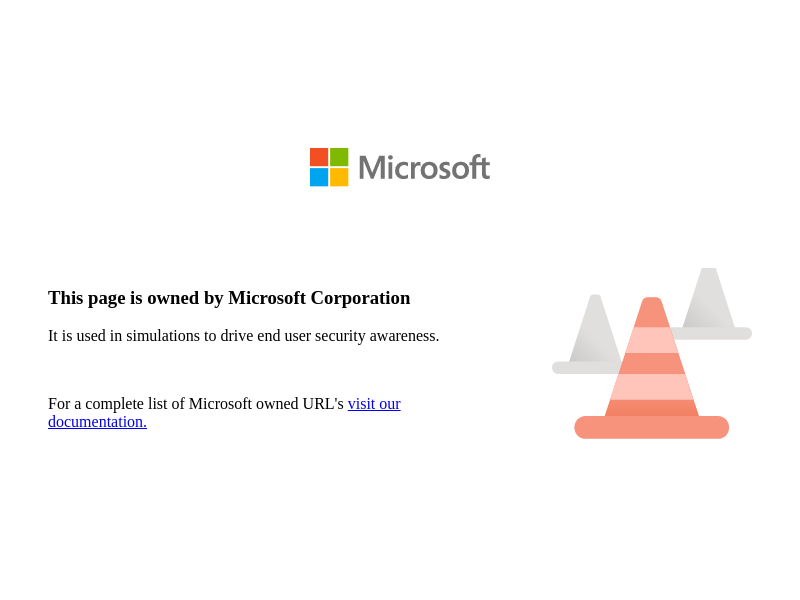 Microsoft
This page is owned by Microsoft Corporation
It is used in simulations to drive end user security awareness.
For a complete list of Microsoft owned URL's visit our
documentation.